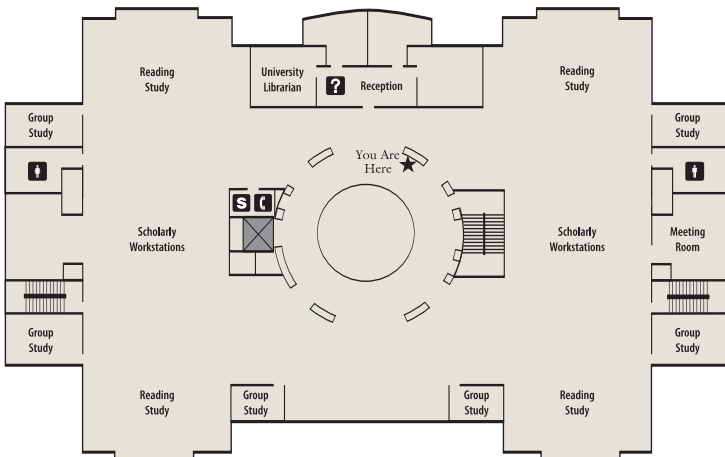 Reading
Study
University
Librarian
?
Reception
Reading
Study
Group
Study
Group
Study
You Are
Here
S
Scholarly
Workstations
Scholarly
Workstations
Meeting
Room
Group
Study
Group
Study
Reading
Study
Group
Study
Group
Study
Reading
Study